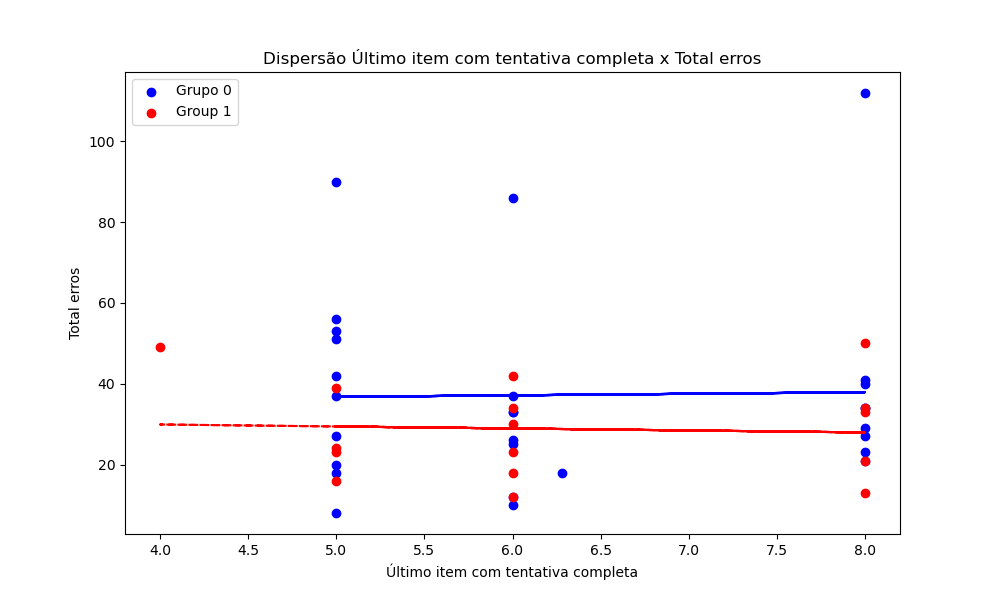 Dispersão Último item com tentativa completa x Total erros
Grupo 0
Group 1
Total erros
100
80
60
40
20
4.0 4.5 5.0 5.5 6.0 6.5 7.0 7.5 8.0
Último item com tentativa completa